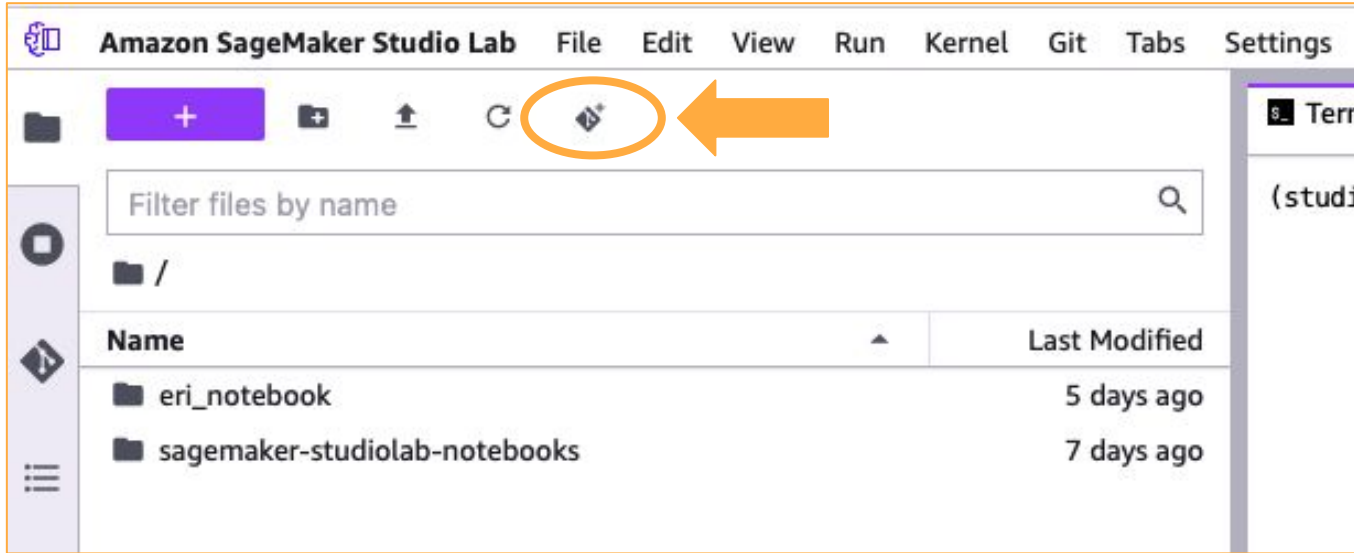 Amazon SageMaker Studio Lab File Edit View Run Kernel Git Tabs Settings
+
Filter files by name
/
Name Last Modified
eri_notebook 5 days ago
sagemaker-studiolab-notebooks 7 days ago